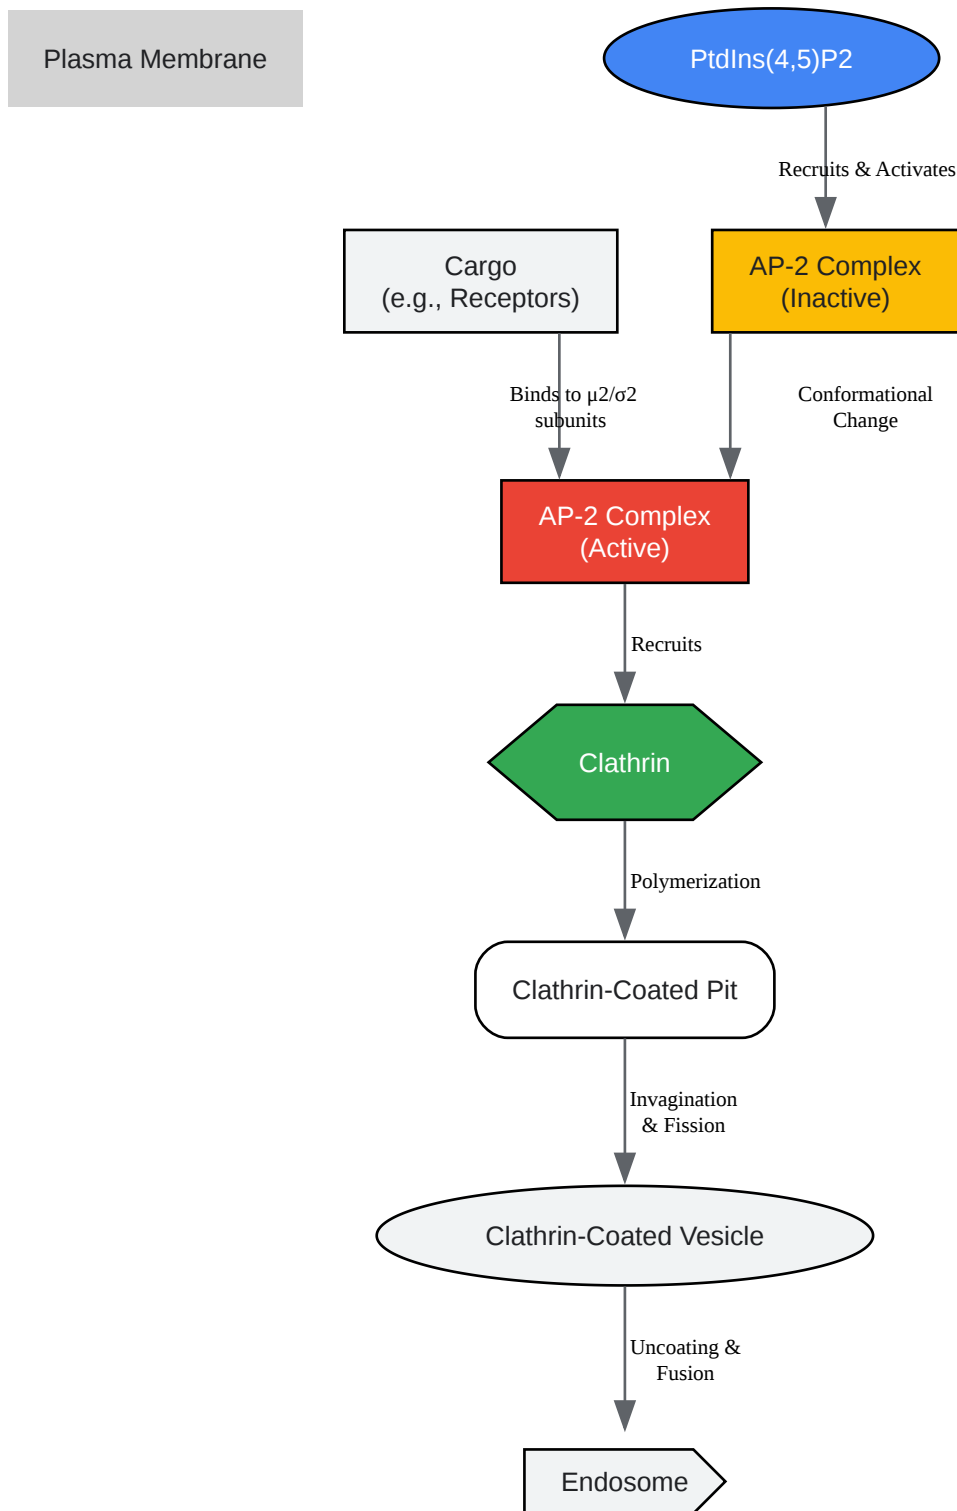 Plasma Membrane
PtdIns(4,5)P2
Recruits & Activates
Cargo
(e.g., Receptors)
AP-2 Complex
(Inactive)
Binds to μ2/σ2
subunits
Conformational
Change
AP-2 Complex
(Active)
Recruits
Clathrin
Polymerization
Clathrin-Coated Pit
Invagination
& Fission
Clathrin-Coated Vesicle
Uncoating &
Fusion
Endosome